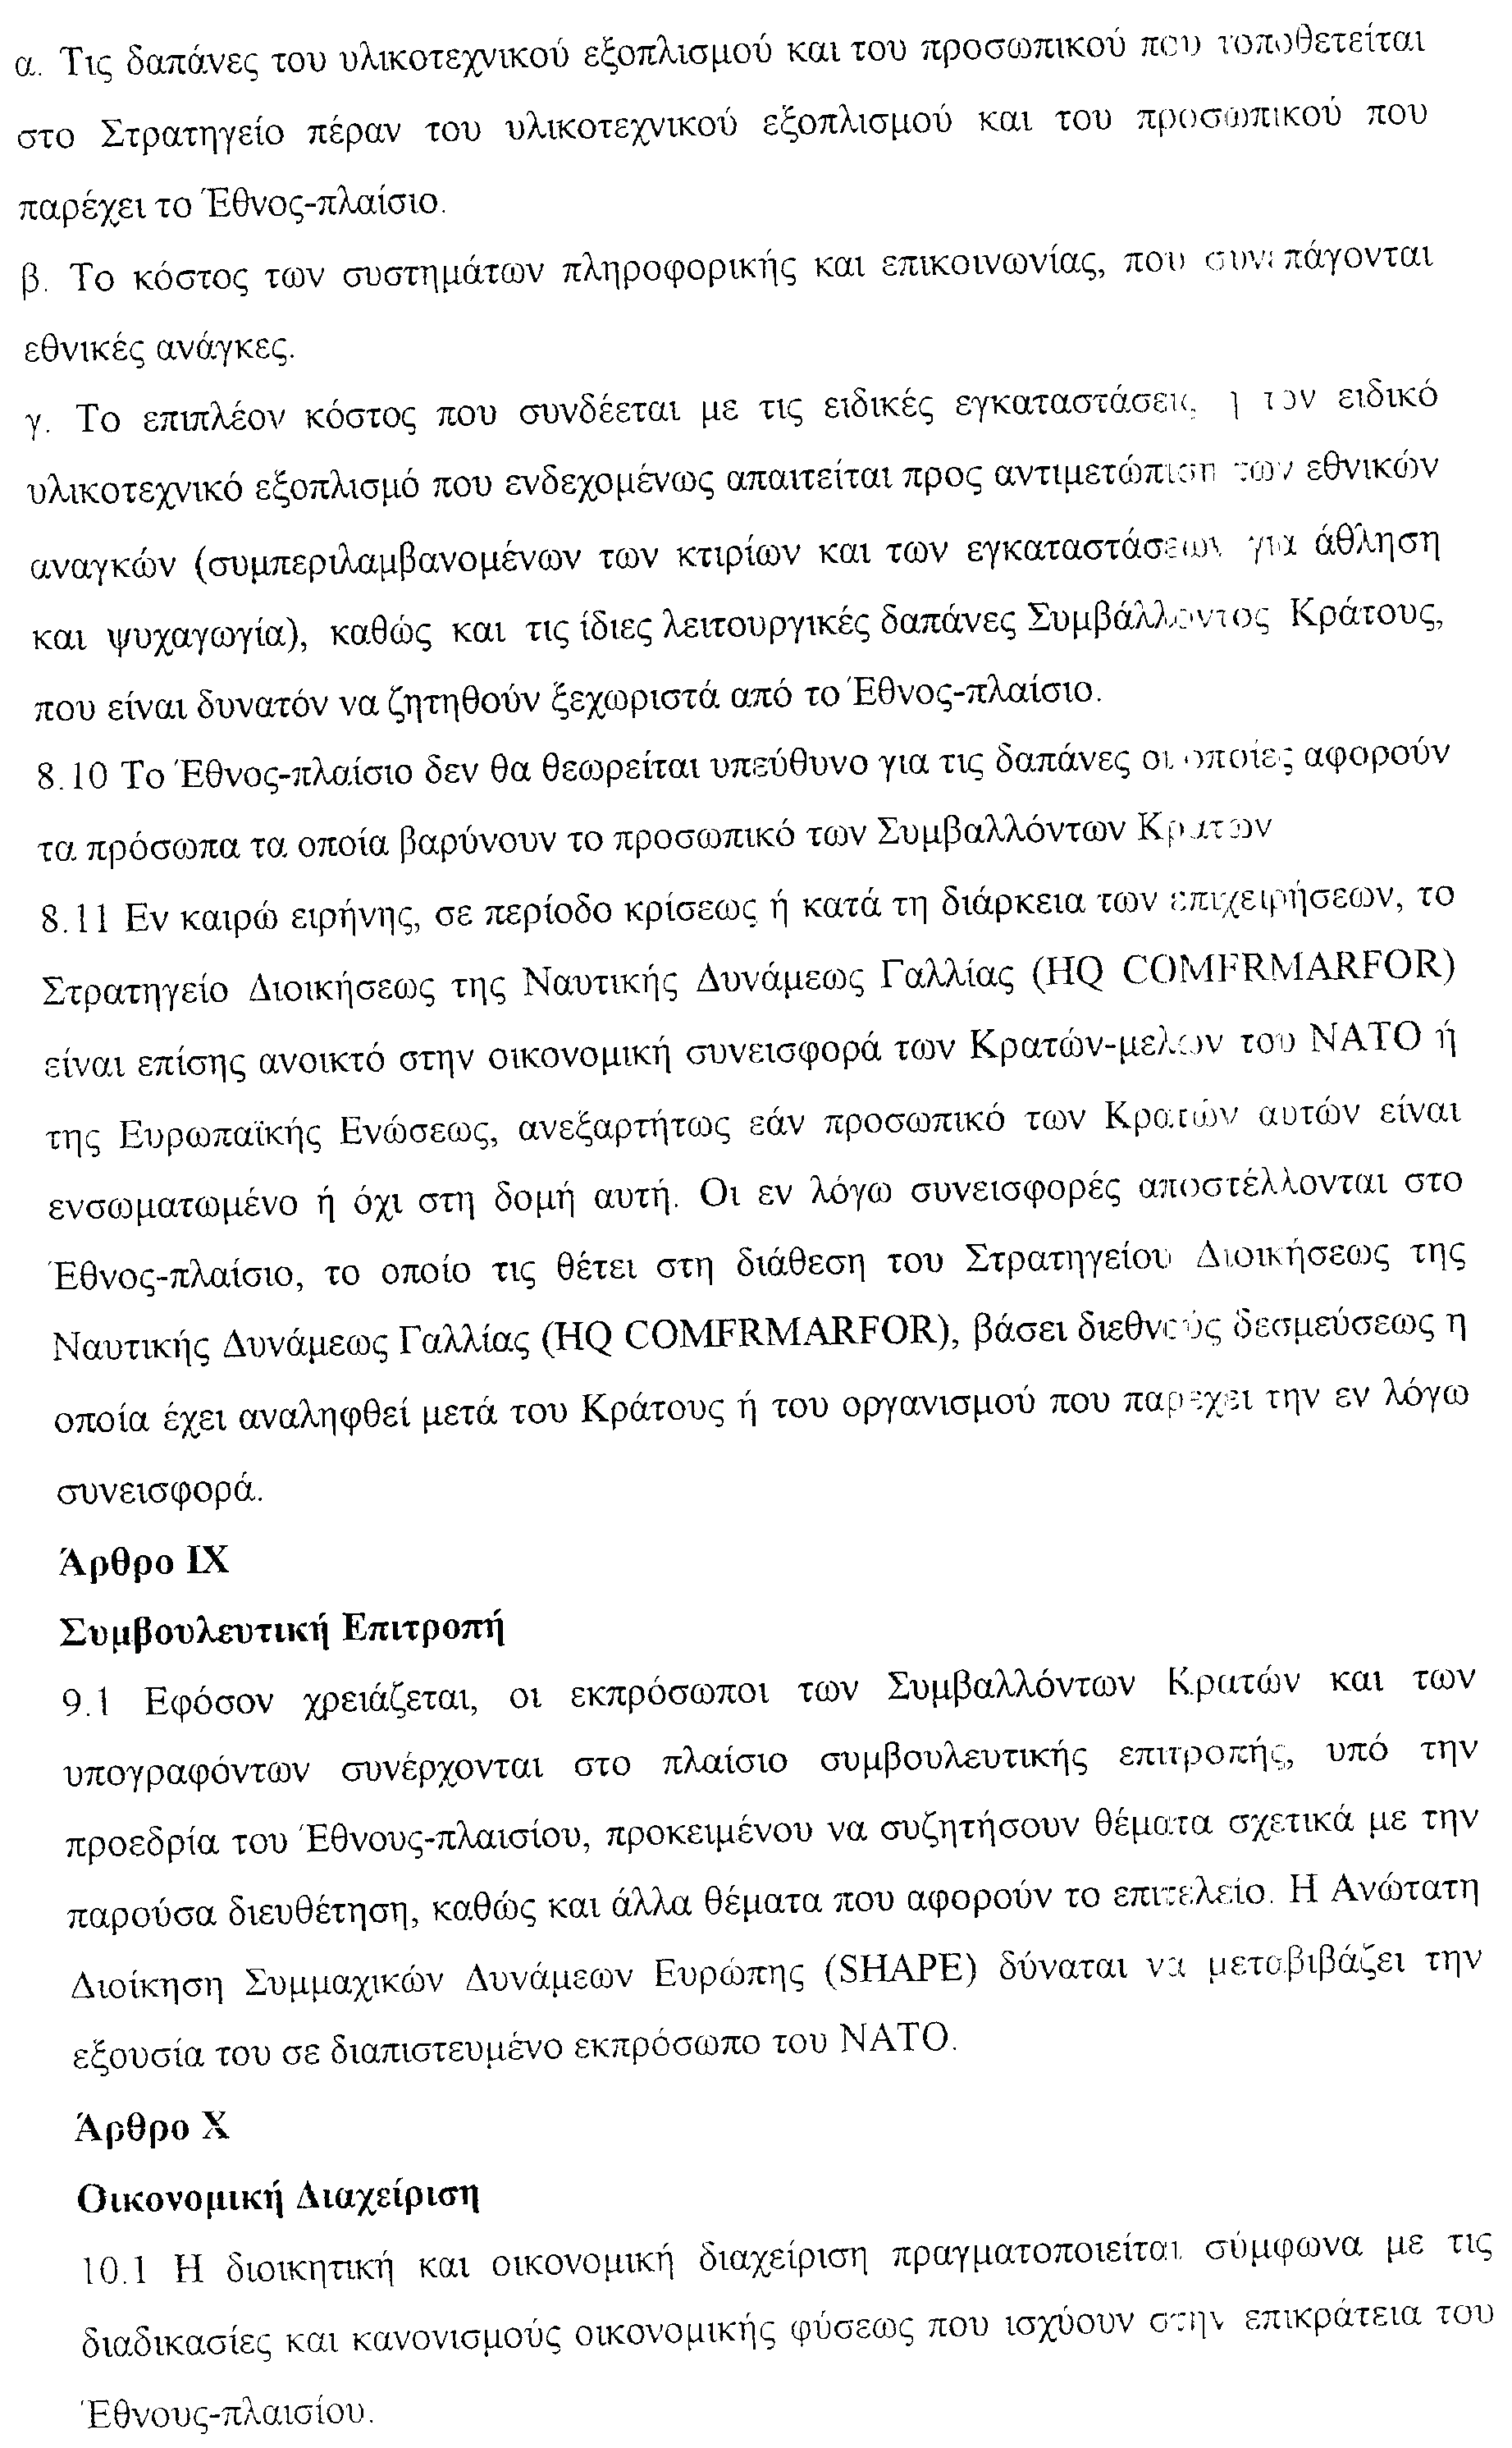 α. Τις δαπάνες του υλικοτεχνικού εξοπλισμού και του προσωπικού που τοποθετείται
στο Στρατηγείο πέραν του υλικοτεχνικού εξοπλισμού και του προσωπικού που
παρέχει το Έθνος-πλαίσιο.
β. Το κόστος των συστημάτων πληροφορικής και επικοινωνίας, που συνεπάγονται
εθνικές ανάγκες.
γ. Το επιπλέον κόστος που συνδέεται με τις ειδικές εγκαταστάσεις ή τον ειδικό
υλικοτεχνικό εξοπλισμό που ενδεχομένως απαιτείται προς αντιμετώπιση των εθνικών
αναγκών (συμπεριλαμβανομένων των κτιρίων και των εγκαταστάσεων για άθληση
και ψυχαγωγία), καθώς και τις ίδιες λειτουργικές δαπάνες Συμβάλλοντος Κράτους,
που είναι δυνατόν να ζητηθούν ξεχωριστά από το Έθνος-πλαίσιο.
8.10 Το Έθνος-πλαίσιο δεν θα θεωρείται υπεύθυνο για τις δαπάνες οι οποίες αφορούν
τα πρόσωπα τα οποία βαρύνουν το προσωπικό των Συμβαλλόντων Κρατών
8.11 Εν καιρώ ειρήνης, σε περίοδο κρίσεως ή κατά τη διάρκεια των επιχειρήσεων, το
Στρατηγείο Διοικήσεως της Ναυτικής Δυνάμεως Γαλλίας (HQ COMFRMARFOR)
είναι επίσης ανοικτό στην οικονομική συνεισφορά των Κρατών-μελών του ΝΑΤΟ ή
της Ευρωπαϊκής Ενώσεως, ανεξαρτήτως εάν προσωπικό των Κρατών αυτών είναι
ενσωματωμένο ή όχι στη δομή αυτή. Οι εν λόγω συνεισφορές αποστέλλονται στο
Έθνος-πλαίσιο, το οποίο τις θέτει στη διάθεση του Στρατηγείου Διοικήσεως της
Ναυτικής Δυνάμεως Γαλλίας (HQ COMFRMARFOR), βάσει διεθνούς δεσμεύσεως η
οποία έχει αναληφθεί μετά του Κράτους ή του οργανισμού που παρέχει την εν λόγω
συνεισφορά.
Άρθρο IX
Συμβουλευτική Επιτροπή
9.1 Εφόσον χρειάζεται, οι εκπρόσωποι των Συμβαλλόντων Κρατών και των
υπογραφόντων συνέρχονται στο πλαίσιο συμβουλευτικής επιτροπής, υπό την
προεδρία του Έθνους-πλαισίου, προκειμένου να συζητήσουν θέματα σχετικά με την
παρούσα διευθέτηση, καθώς και άλλα θέματα που αφορούν το επιτελείο. Η Ανώτατη
Διοίκηση Συμμαχικών Δυνάμεων Ευρώπης (SHAPE) δύναται να μεταβιβάζει την
εξουσία του σε διαπιστευμένο εκπρόσωπο του ΝΑΤΟ.
Άρθρο X
Οικονομική Διαχείριση
10.1 Η διοικητική και οικονομική διαχείριση πραγματοποιείται σύμφωνα με τις
διαδικασίες και κανονισμούς οικονομικής φύσεως που ισχύουν στην επικράτεια του
Έθνους-πλαισίου.